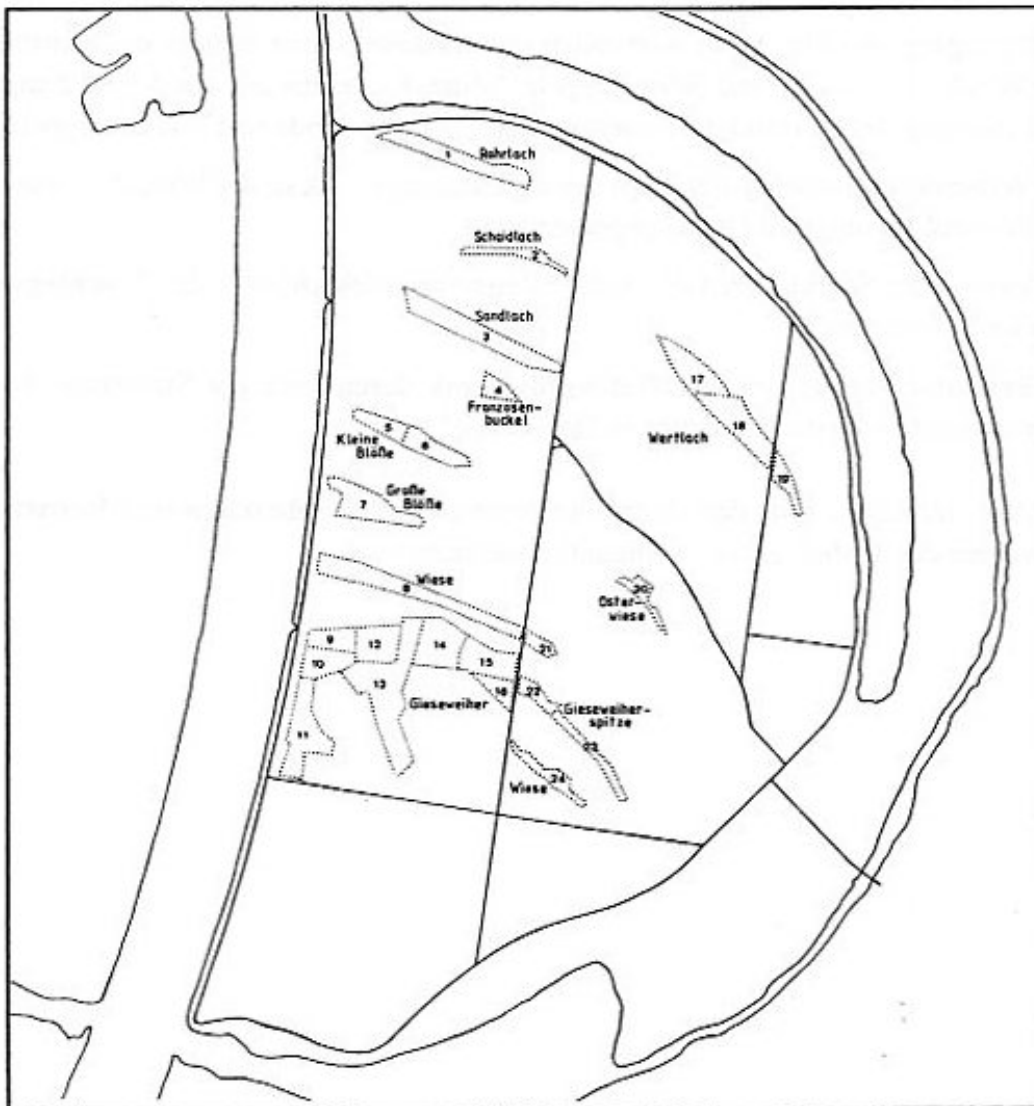 Rohrlach
1
Schaidlach
2
Sandlach
3
4
Franzosen-
buckel
17
18
Wertlach
19
5
6
Kleine
Blöße
Große
Blöße
7
Wiese
8
20
Oster-
wiese
21
9
12
14
15
10
13
16
22
Gieseweiher
Gieseweiher-
spitze
11
23
24
Wiese